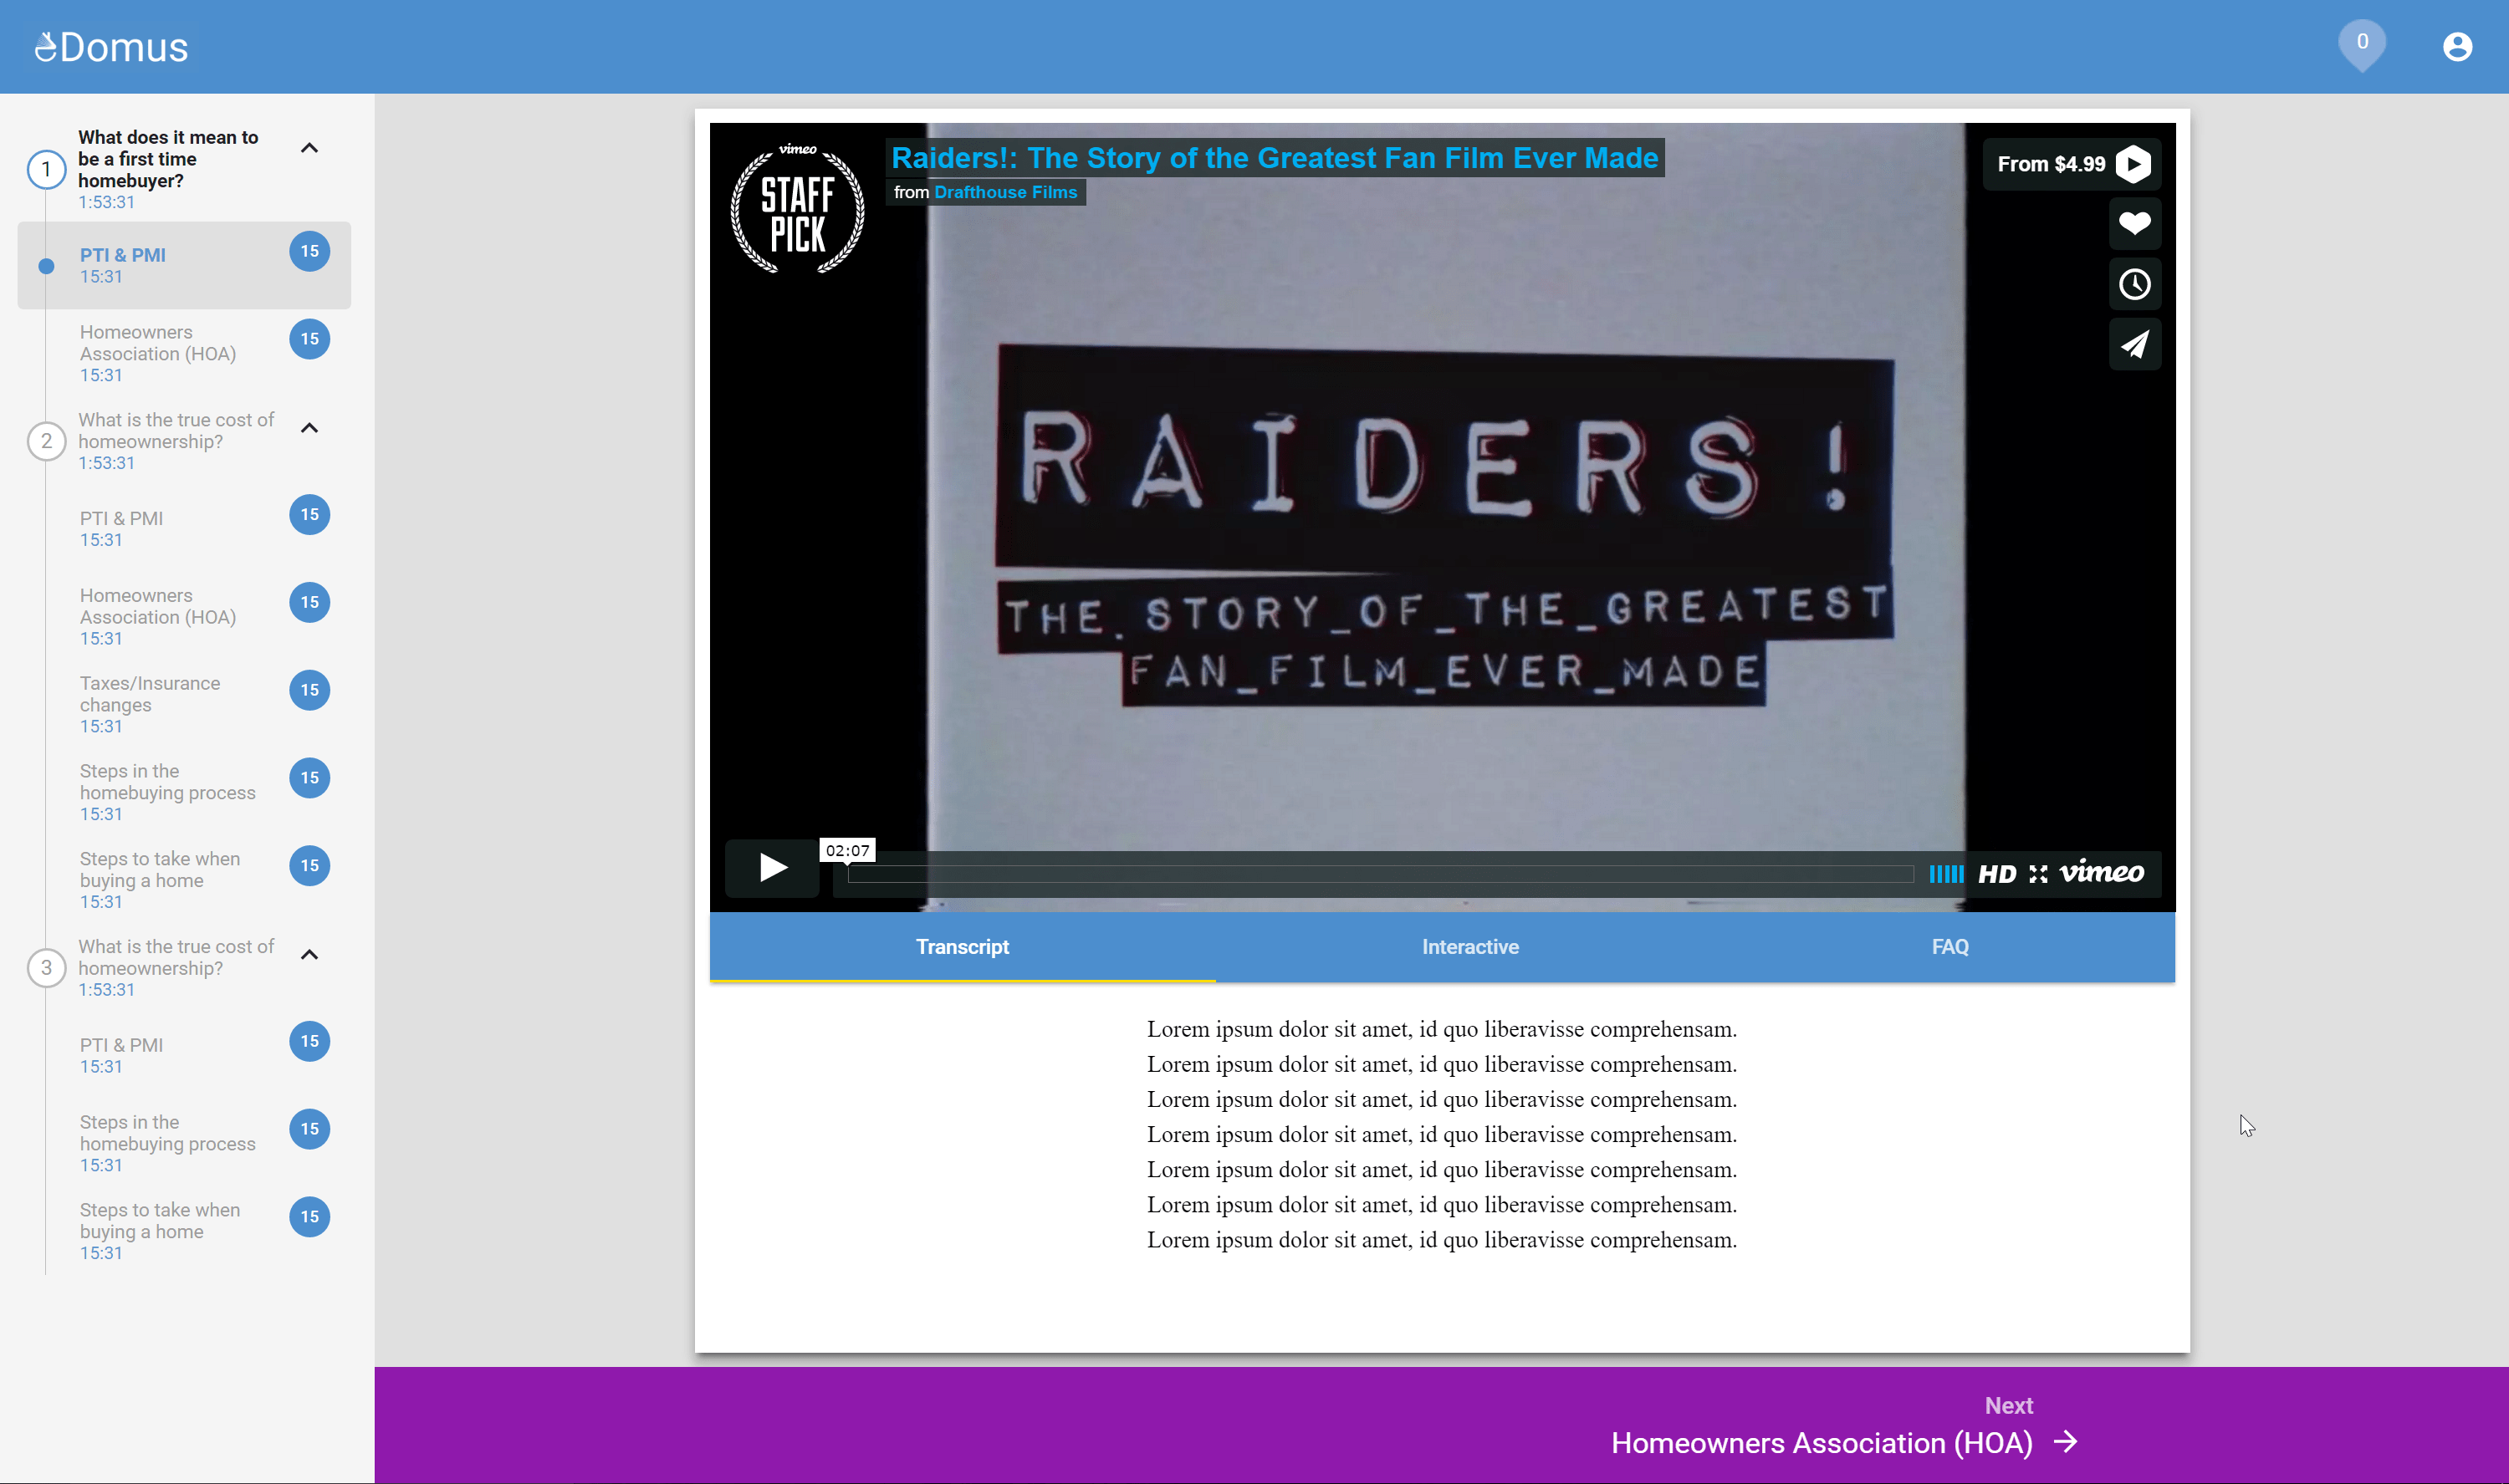 eDomus
0
1
What does it mean to
be a first time
homebuyer?
1:53:31
PTI & PMI
15:31
15
Homeowners
Association (HOA)
15:31
15
2
What is the true cost of
homeownership?
1:53:31
PTI & PMI
15:31
15
Homeowners
Association (HOA)
15:31
15
Taxes/Insurance
changes
15:31
15
Steps in the
homebuying process
15:31
15
Steps to take when
buying a home
15:31
15
3
What is the true cost of
homeownership?
1:53:31
PTI & PMI
15:31
15
Steps in the
homebuying process
15:31
15
Steps to take when
buying a home
15:31
15
vimeo
STAFF
PICK
Raiders!: The Story of the Greatest Fan Film Ever Made
from Drafthouse Films
From $4.99
RAIDERS!
THE_STORY_OF_THE_GREATEST
FAN_FILM_EVER_MADE
02:07
HD vimeo
Transcript Interactive FAQ
Lorem ipsum dolor sit amet, id quo liberavisse comprehensam.
Lorem ipsum dolor sit amet, id quo liberavisse comprehensam.
Lorem ipsum dolor sit amet, id quo liberavisse comprehensam.
Lorem ipsum dolor sit amet, id quo liberavisse comprehensam.
Lorem ipsum dolor sit amet, id quo liberavisse comprehensam.
Lorem ipsum dolor sit amet, id quo liberavisse comprehensam.
Lorem ipsum dolor sit amet, id quo liberavisse comprehensam.
Next
Homeowners Association (HOA)